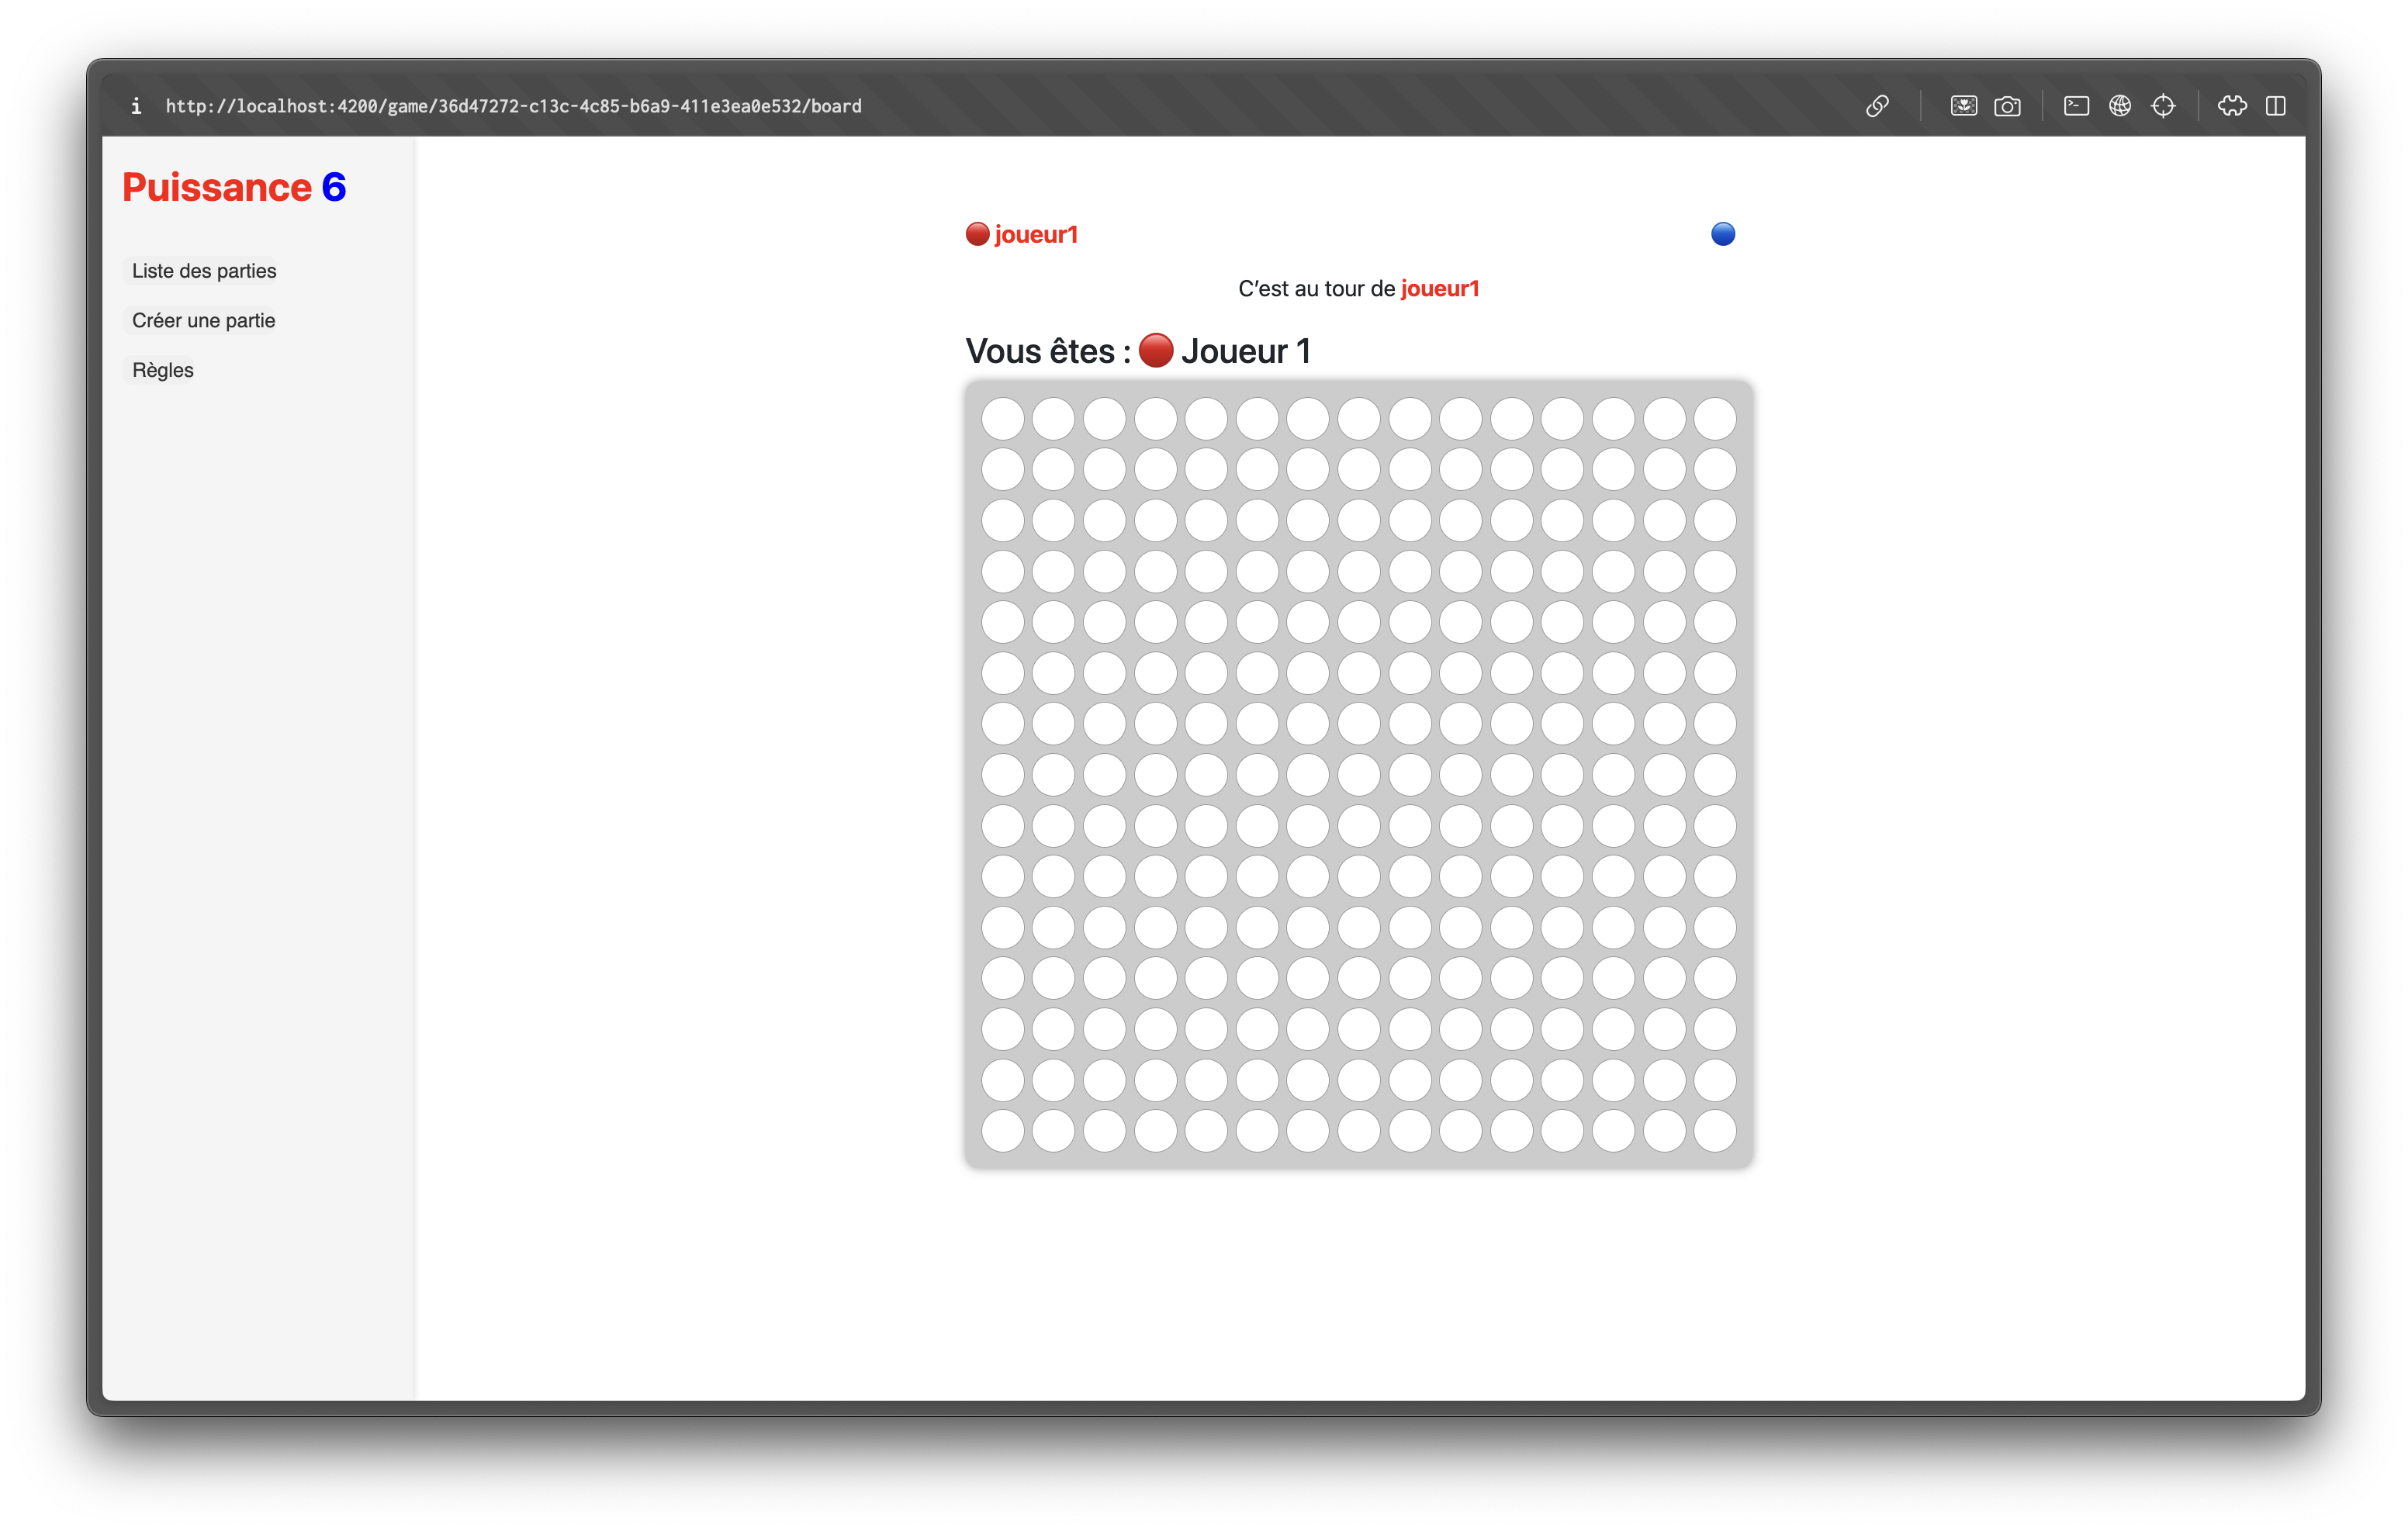 http://localhost:4200/game/36d47272-c13c-4c85-b6a9-411e3ea0e532/board
Puissance 6
Liste des parties
Créer une partie
Règles
joueur1
C'est au tour de joueur1
Vous êtes : Joueur 1